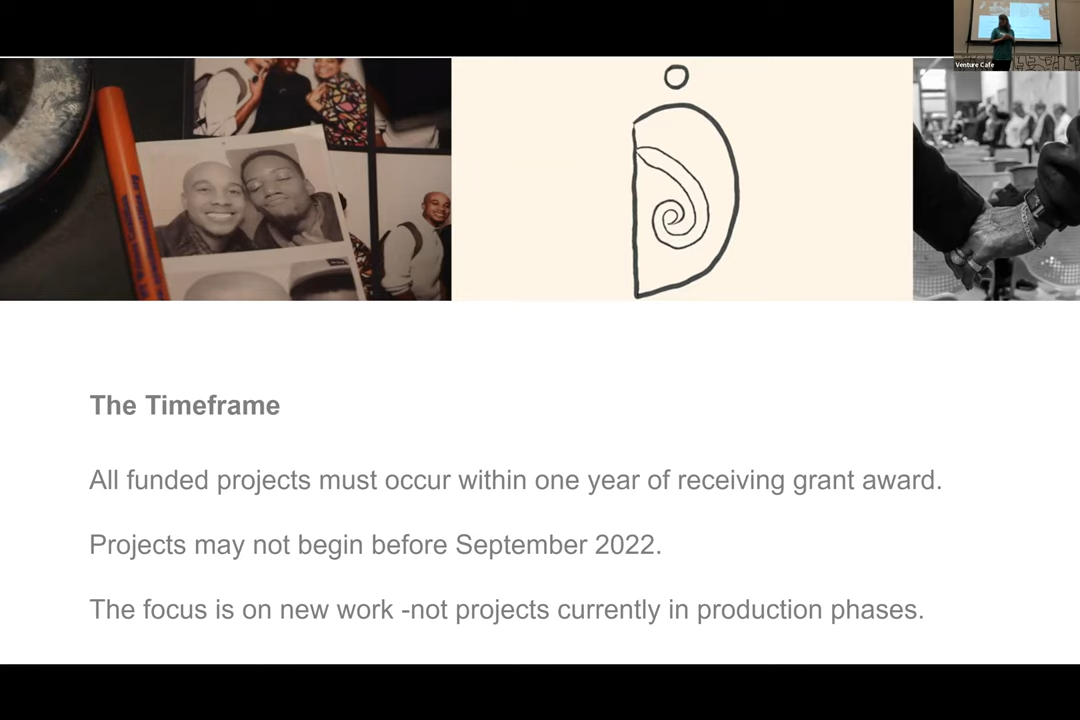 Venture Cafe
The Timeframe
All funded projects must occur within one year of receiving grant award.
Projects may not begin before September 2022.
The focus is on new work -not projects currently in production phases.